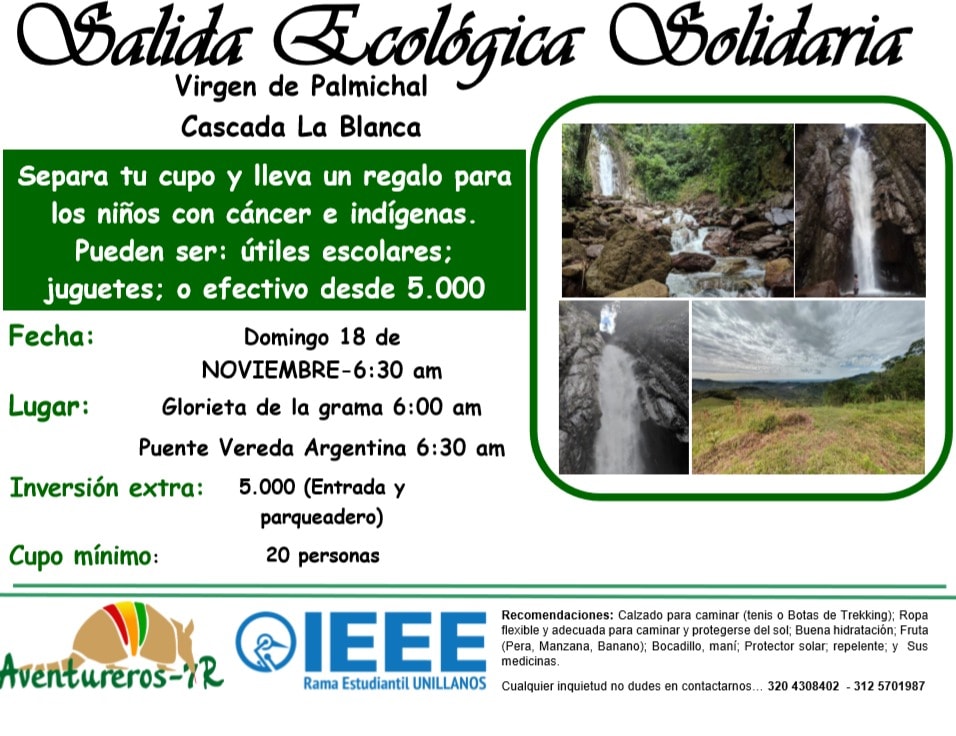 Salida Ecológica Solidaria
Virgen de Palmichal
Cascada La Blanca
Separa tu cupo y lleva un regalo para
los niños con cáncer e indígenas.
Pueden ser: útiles escolares;
juguetes; o efectivo desde 5.000
Fecha: Domingo 18 de
NOVIEMBRE-6:30 am
Lugar: Glorieta de la grama 6:00 am
Puente Vereda Argentina 6:30 am
Inversión extra: 5.000 (Entrada y
parqueadero)
Cupo mínimo: 20 personas
Aventureros-7R
IEEE
Rama Estudiantil UNILLANOS
Recomendaciones: Calzado para caminar (tenis o Botas de Trekking); Ropa
flexible y adecuada para caminar y protegerse del sol; Buena hidratación; Fruta
(Pera, Manzana, Banano); Bocadillo, maní; Protector solar; repelente; y Sus
medicinas.
Cualquier inquietud no dudes en contactarnos... 320 4308402 - 312 5701987